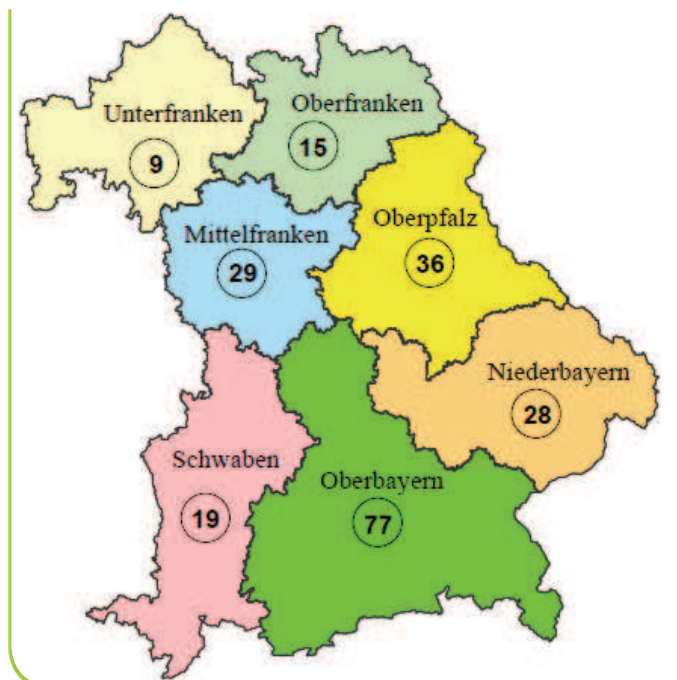 Unterfranken
9
Oberfranken
15
Mittelfranken
29
Oberpfalz
36
Niederbayern
28
Schwaben
19
Oberbayern
77